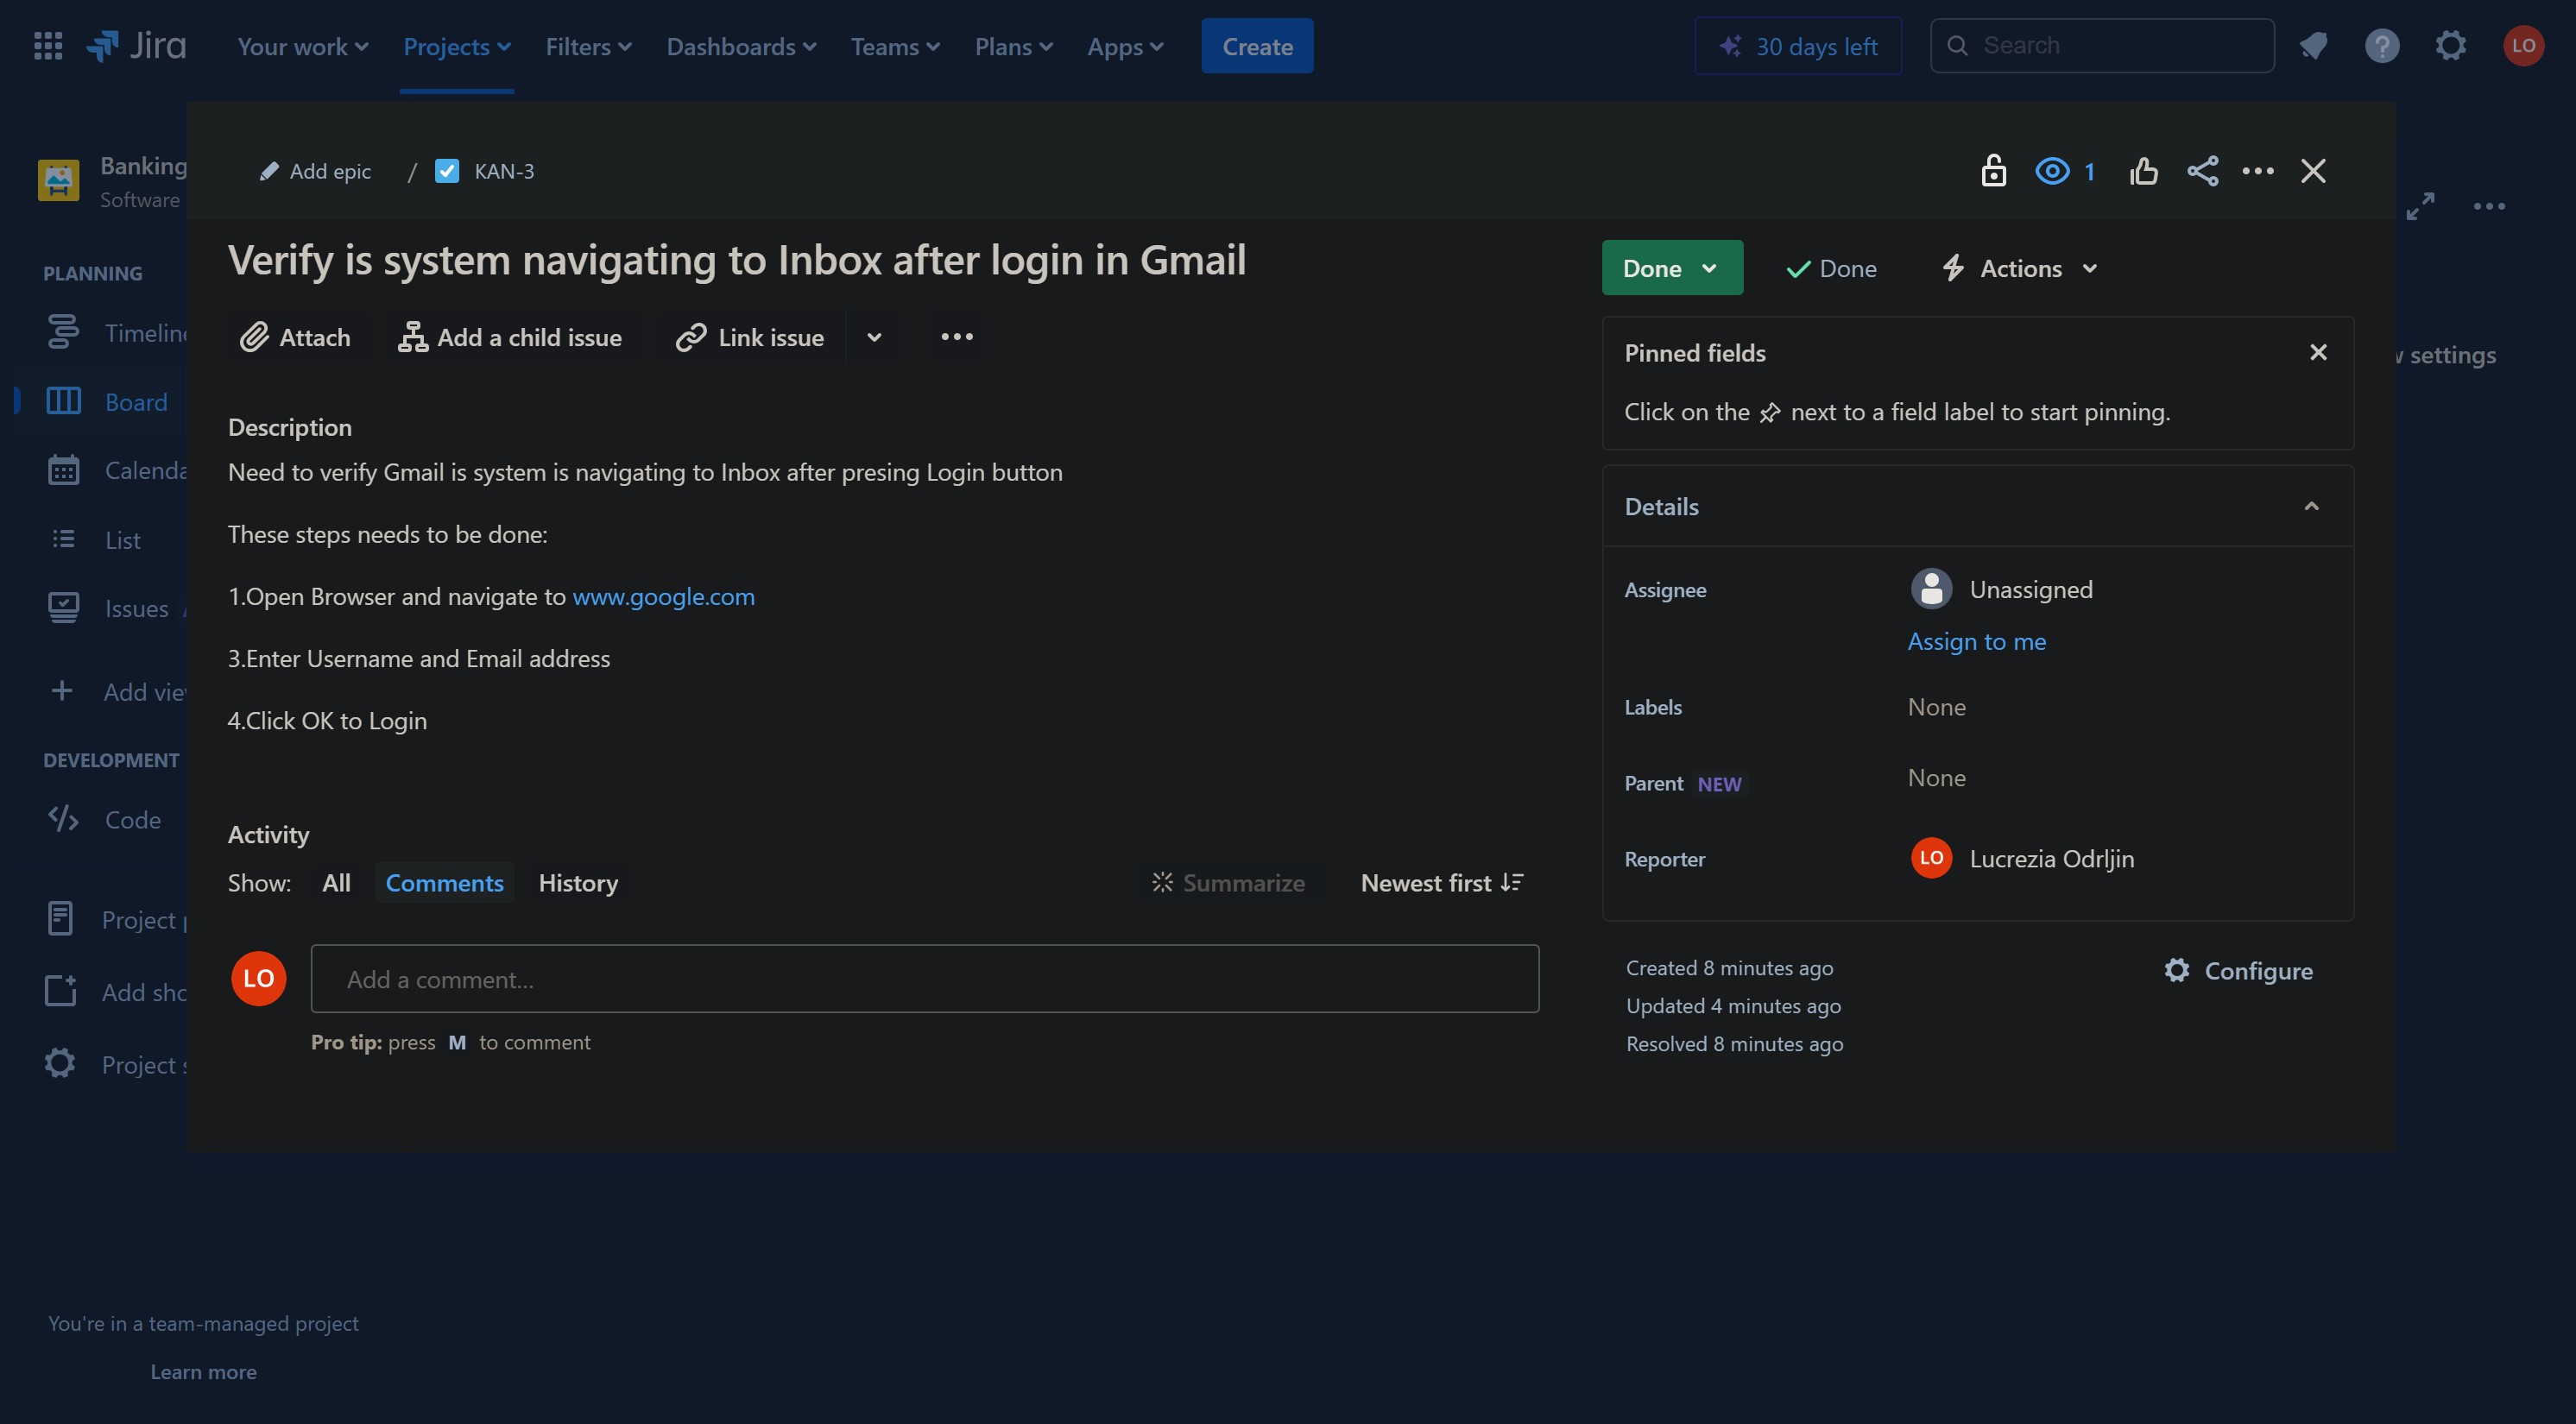 Jira
Your work
Projects
Filters
Dashboards
Teams
Plans
Apps
Create
30 days left
Search
LO
Banking
Software
PLANNING
Board
List
Issues
DEVELOPMENT
Code
Project
Add
Project
You're in a team-managed project
Learn more
Add epic / KAN-3
1
Verify is system navigating to Inbox after login in Gmail
Attach
Add a child issue
Link issue
Description
Need to verify Gmail is system is navigating to Inbox after presing Login button
These steps needs to be done:
1.Open Browser and navigate to www.google.com
3.Enter Username and Email address
4.Click OK to Login
Activity
Show: All Comments History
Summarize
Newest first
LO
Add a comment...
Pro tip: press M to comment
Done
Done
Actions
Pinned fields
Click on the next to a field label to start pinning.
Details
Assignee
Unassigned
Assign to me
Labels
None
Parent NEW
None
Reporter
LO Lucrezia Odrljin
Created 8 minutes ago
Updated 4 minutes ago
Resolved 8 minutes ago
Configure
settings